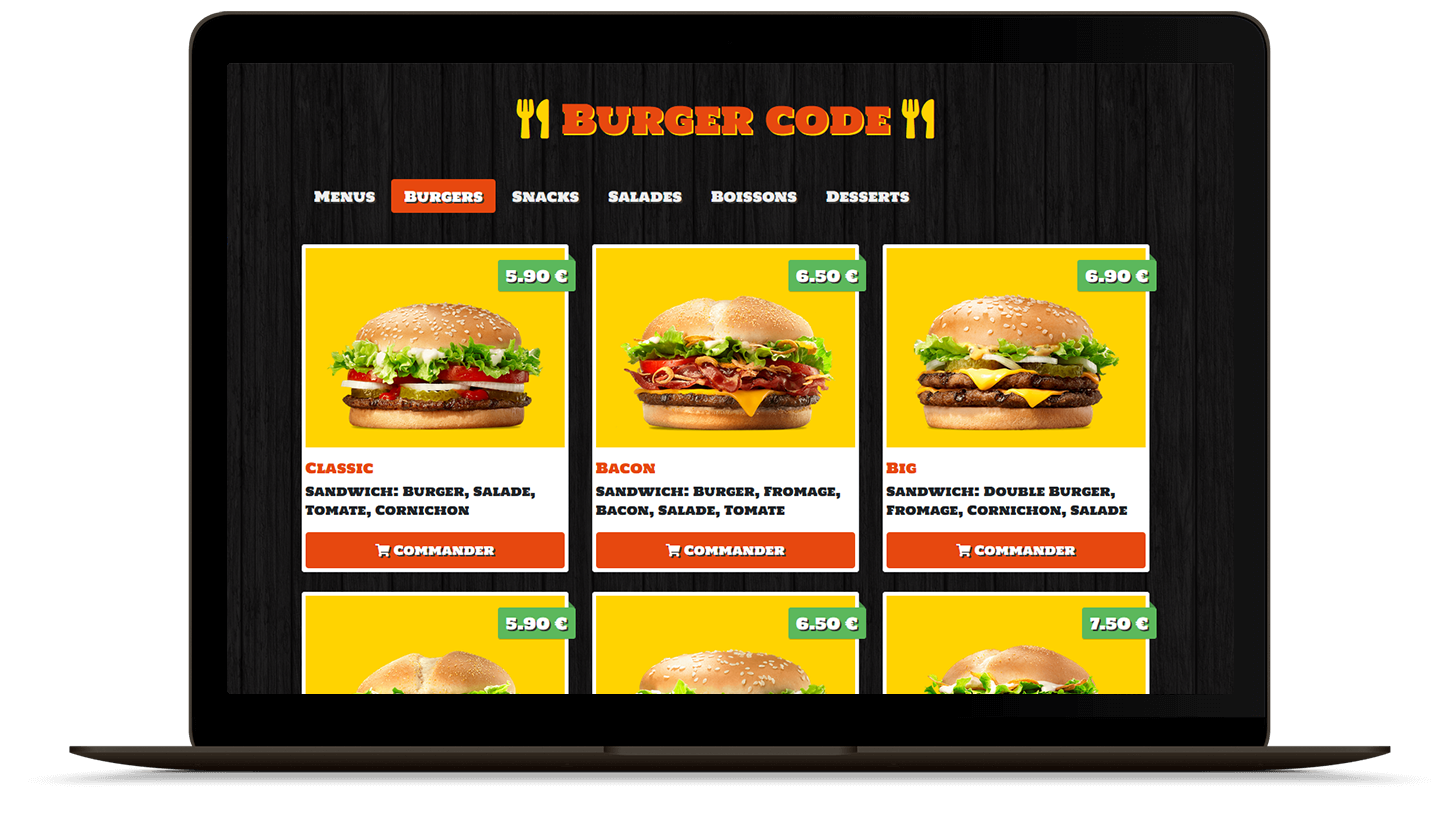 Burger code
Menus Burgers Snacks Salades Boissons Desserts
5.90 € 6.50 € 6.90 €
Classic
Sandwich: Burger, Salade,
Tomate, Cornichon
Commander
Bacon
Sandwich: Burger, Fromage,
Bacon, Salade, Tomate
Commander
Big
Sandwich: Double Burger,
Fromage, Cornichon, Salade
Commander
5.90 € 6.50 € 7.50 €